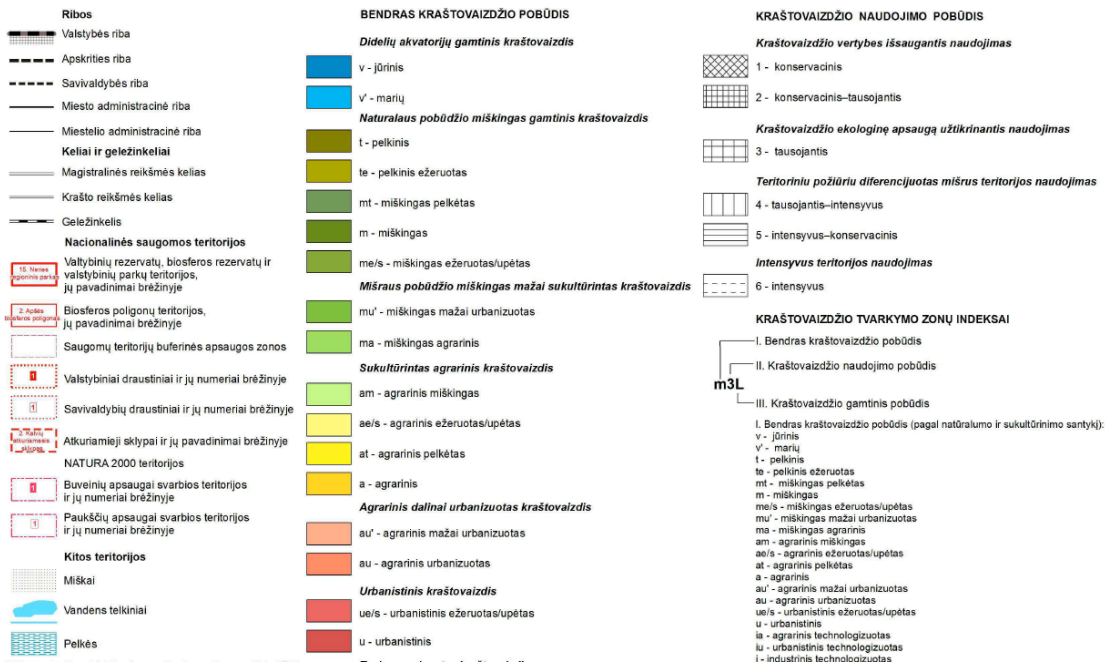 Ribos
Valstybės riba
Apskrities riba
Savivaldybės riba
Miesto administracinė riba
Miestelio administracinė riba
Keliai ir geležinkeliai
Magistralinės reikšmės kelias
Krašto reikšmės kelias
Geležinkelis
Nacionalinės saugomos teritorijos
Valtybinių rezervatų, biosferos rezervatų ir
valstybinių parkų teritorijos,
jų pavadinimai brėžinyje
Biosferos poligonų teritorijos,
jų pavadinimai brėžinyje
Saugomų teritorijų buferinės apsaugos zonos
1
Valstybiniai draustiniai ir jų numeriai brėžinyje
1
Savivaldybių draustiniai ir jų numeriai brėžinyje
Atkuriamieji sklypai ir jų pavadinimai brėžinyje
NATURA 2000 teritorijos
1
Buveinių apsaugai svarbios teritorijos
ir jų numeriai brėžinyje
1
Paukščių apsaugai svarbios teritorijos
ir jų numeriai brėžinyje
Kitos teritorijos
Miškai
Vandens telkiniai
Pelkės
BENDRAS KRAŠTOVAIZDŽIO POBŪDIS
Didelių akvatorijų gamtinis kraštovaizdis
v - jūrinis
v' - marių
Naturalaus pobūdžio miškingas gamtinis kraštovaizdis
t - pelkinis
te - pelkinis ežeruotas
mt - miškingas pelkėtas
m - miškingas
me/s - miškingas ežeruotas/upėtas
Mišraus pobūdžio miškingas mažai sukultūrintas kraštovaizdis
mu' - miškingas mažai urbanizuotas
ma - miškingas agrarinis
Sukultūrintas agrarinis kraštovaizdis
am - agrarinis miškingas
ae/s - agrarinis ežeruotas/upėtas
at - agrarinis pelkėtas
a - agrarinis
Agrarinis dalinai urbanizuotas kraštovaizdis
au' - agrarinis mažai urbanizuotas
au - agrarinis urbanizuotas
Urbanistinis kraštovaizdis
ue/s - urbanistinis ežeruotas/upėtas
u - urbanistinis
KRAŠTOVAIZDŽIO NAUDOJIMO POBŪDIS
Kraštovaizdžio vertybes išsaugantis naudojimas
1 - konservacinis
2 - konservacinis–tausojantis
Kraštovaizdžio ekologinę apsaugą užtikrinantis naudojimas
3 - tausojantis
Teritoriniu požiūriu diferencijuotas mišrus teritorijos naudojimas
4 - tausojantis–intensyvus
5 - intensyvus–konservacinis
Intensyvus teritorijos naudojimas
6 - intensyvus
KRAŠTOVAIZDŽIO TVARKYMO ZONŲ INDEKSAI
I. Bendras kraštovaizdžio pobūdis
II. Kraštovaizdžio naudojimo pobūdis
m3L
III. Kraštovaizdžio gamtinis pobūdis
I. Bendras kraštovaizdžio pobūdis (pagal natūralumo ir sukultūrinimo santykį):
v - jūrinis
v' - marių
t - pelkinis
te - pelkinis ežeruotas
mt - miškingas pelkėtas
m - miškingas
me/s - miškingas ežeruotas/upėtas
mu' - miškingas mažai urbanizuotas
ma - miškingas agrarinis
am - agrarinis miškingas
ae/s - agrarinis ežeruotas/upėtas
at - agrarinis pelkėtas
a - agrarinis
au' - agrarinis mažai urbanizuotas
au - agrarinis urbanizuotas
ue/s - urbanistinis ežeruotas/upėtas
u - urbanistinis
ia - agrarinis technologizuotas
iu - urbanistinis technologizuotas
i - industrinis technologizuotas